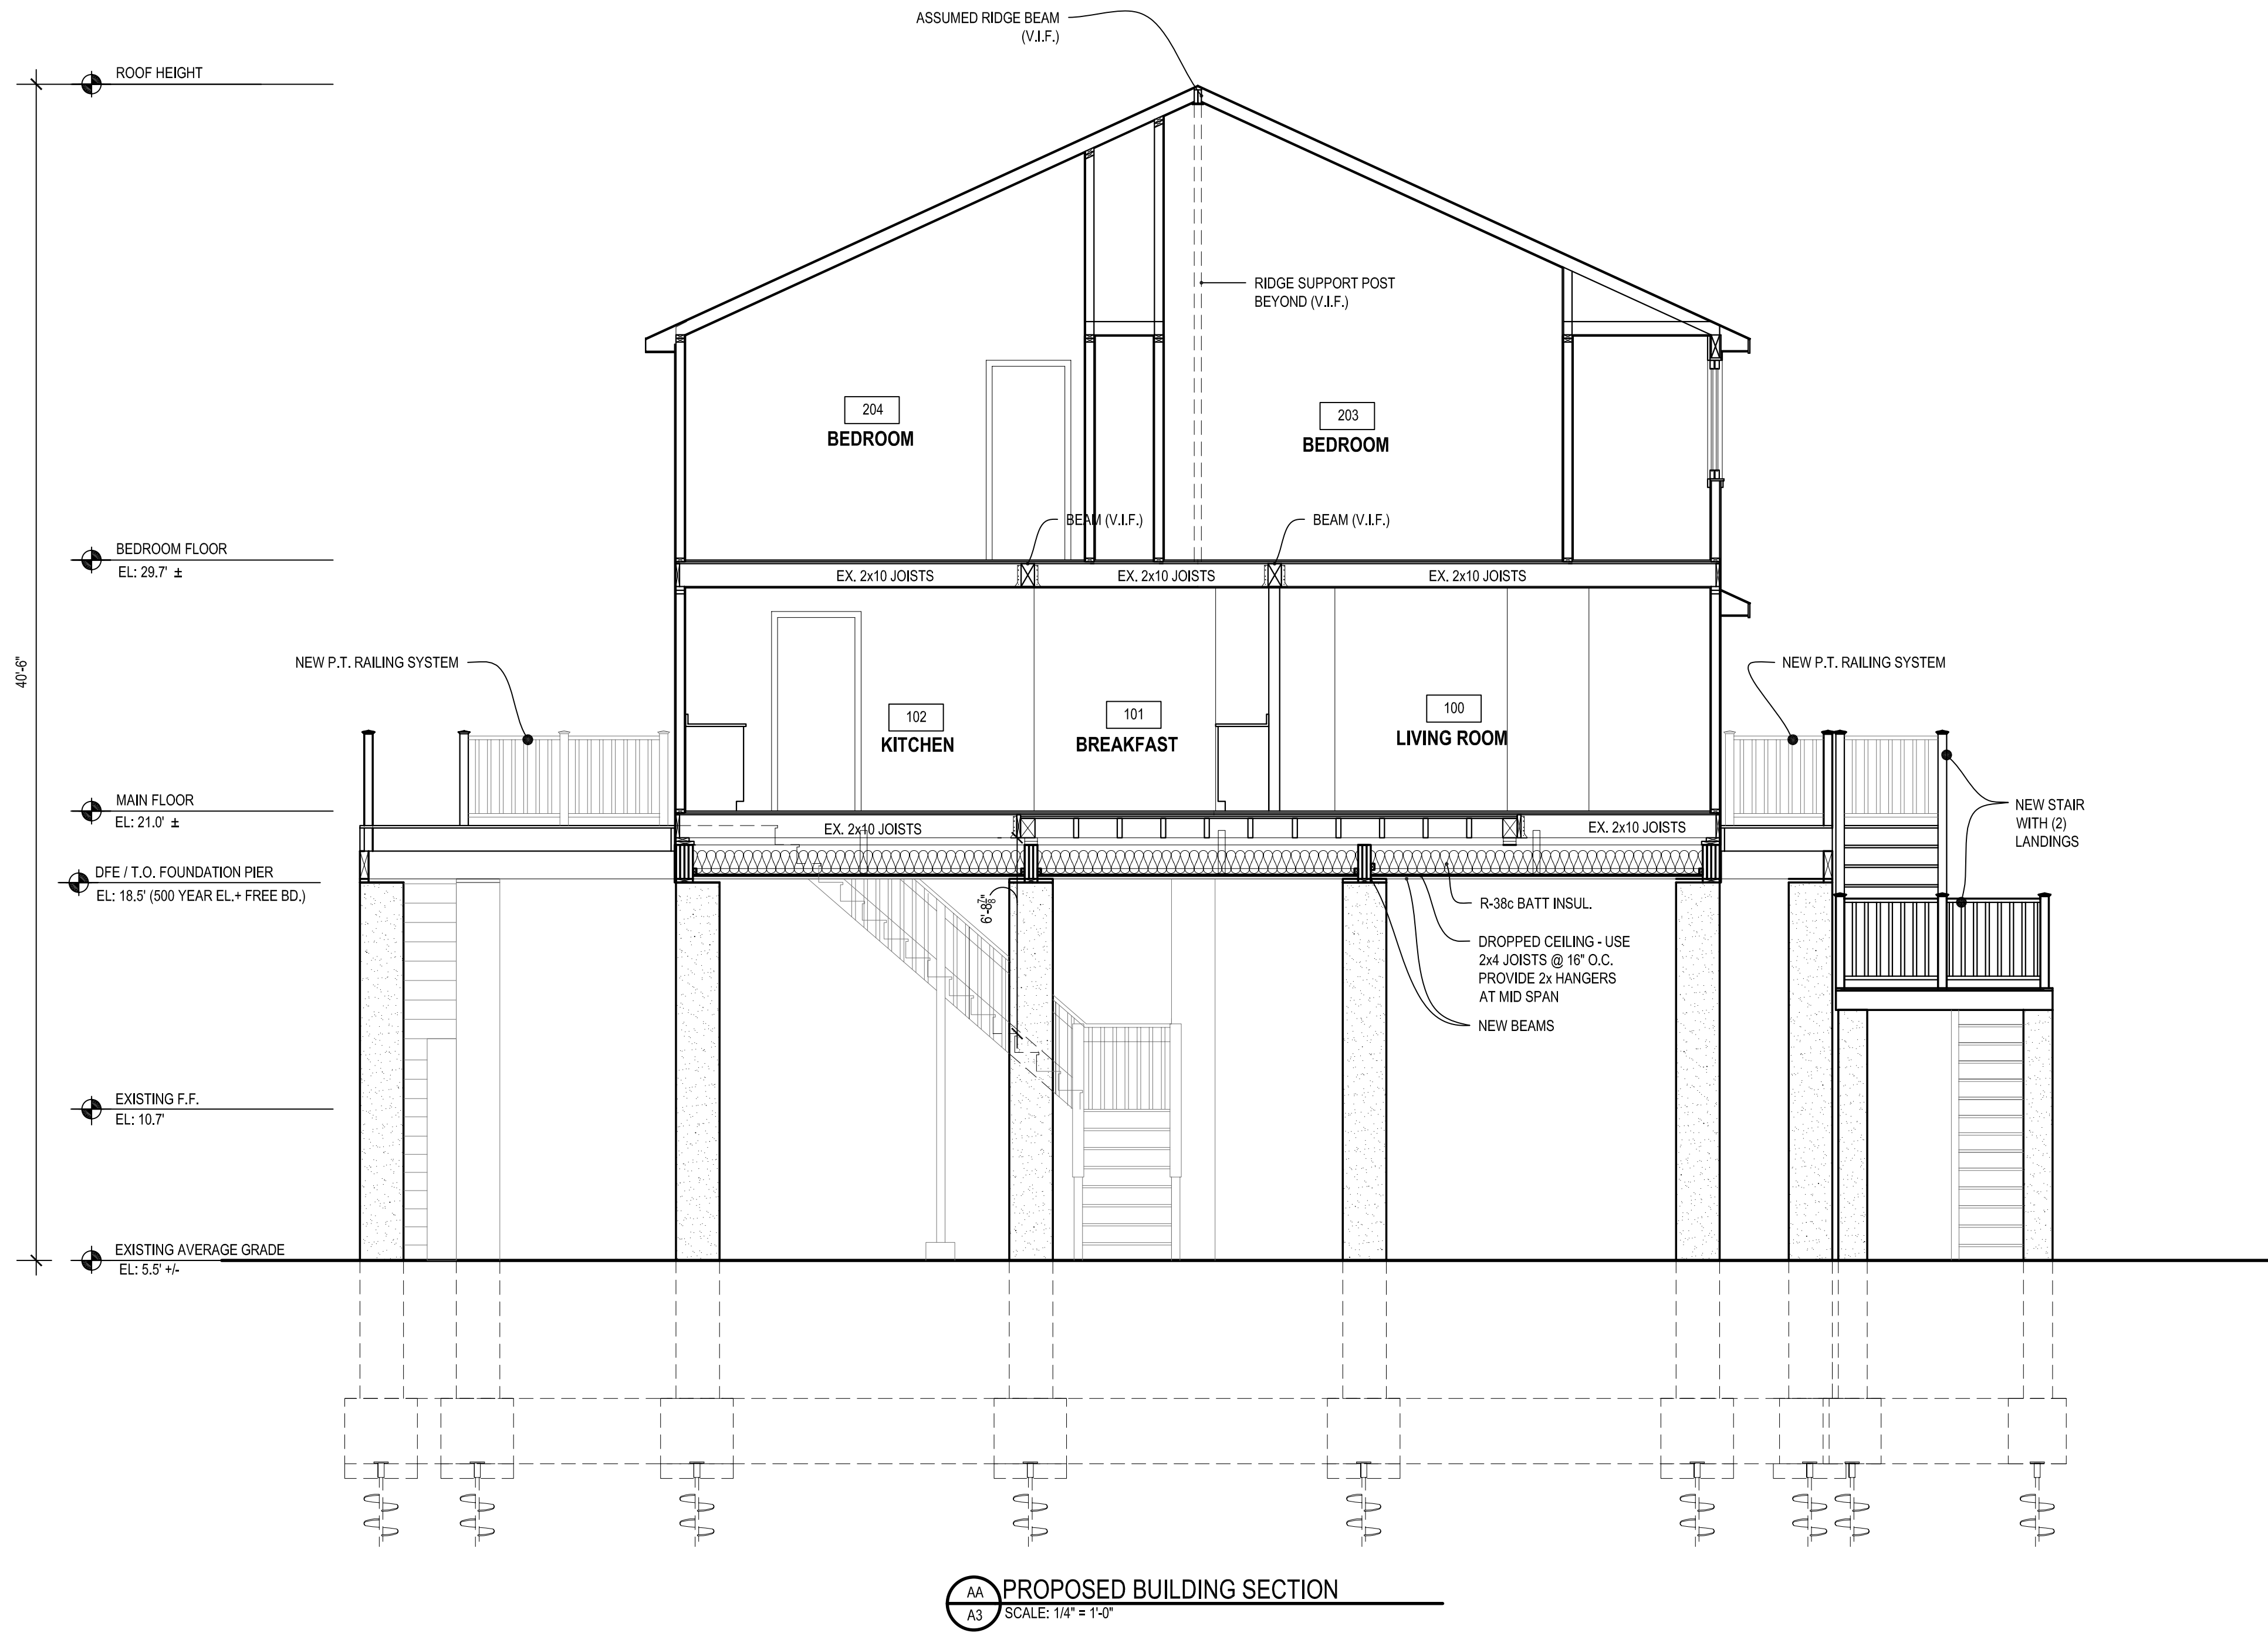 ASSUMED RIDGE BEAM
(V.I.F.)
ROOF HEIGHT
RIDGE SUPPORT POST
BEYOND (V.I.F.)
204
BEDROOM
203
BEDROOM
BEAM (V.I.F.)
BEAM (V.I.F.)
BEDROOM FLOOR
EL: 29.7' ±
EX. 2x10 JOISTS
EX. 2x10 JOISTS
EX. 2x10 JOISTS
40'-6"
NEW P.T. RAILING SYSTEM
NEW P.T. RAILING SYSTEM
102
KITCHEN
101
BREAKFAST
100
LIVING ROOM
MAIN FLOOR
EL: 21.0' ±
EX. 2x10 JOISTS
EX. 2x10 JOISTS
NEW STAIR
WITH (2)
LANDINGS
DFE / T.O. FOUNDATION PIER
EL: 18.5' (500 YEAR EL.+ FREE BD.)
6'-8⅞"
R-38c BATT INSUL.
DROPPED CEILING - USE
2x4 JOISTS @ 16" O.C.
PROVIDE 2x HANGERS
AT MID SPAN
NEW BEAMS
EXISTING F.F.
EL: 10.7'
EXISTING AVERAGE GRADE
EL: 5.5' +/-
AA
A3
PROPOSED BUILDING SECTION
SCALE: 1/4" = 1'-0"